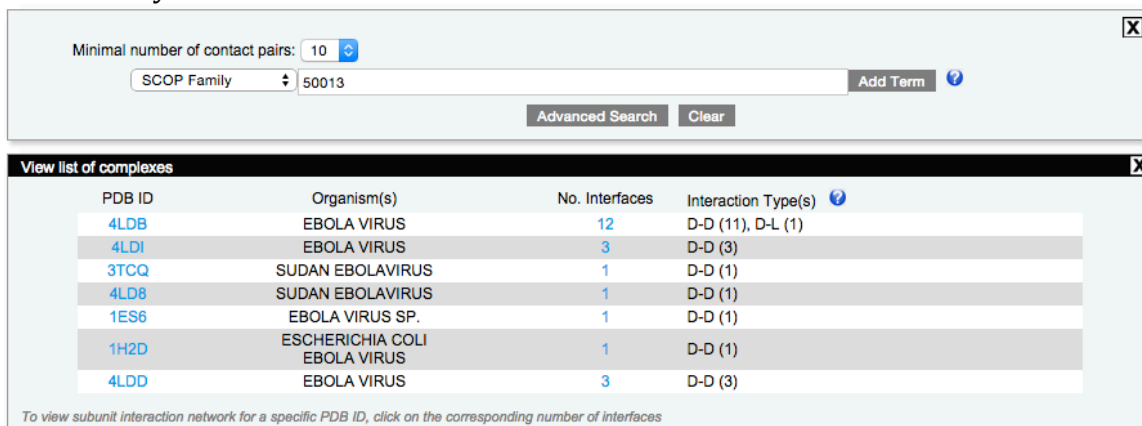 X
Minimal number of contact pairs: 10
SCOP Family 50013 Add Term ?
Advanced Search Clear
View list of complexes X
PDB ID Organism(s) No. Interfaces Interaction Type(s) ?
4LDB EBOLA VIRUS 12 D-D (11), D-L (1)
4LDI EBOLA VIRUS 3 D-D (3)
3TCQ SUDAN EBOLAVIRUS 1 D-D (1)
4LD8 SUDAN EBOLAVIRUS 1 D-D (1)
1ES6 EBOLA VIRUS SP. 1 D-D (1)
1H2D ESCHERICHIA COLI 1 D-D (1)
EBOLA VIRUS
4LDD EBOLA VIRUS 3 D-D (3)
To view subunit interaction network for a specific PDB ID, click on the corresponding number of interfaces